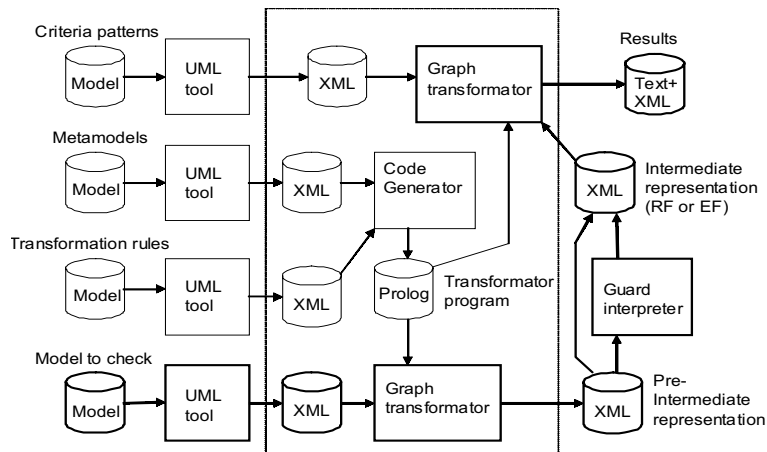 Criteria patterns
Model
UML
tool
XML
Graph
transformator
Results
Text+
XML
Metamodels
Model
UML
tool
XML
Code
Generator
XML
Intermediate
representation
(RF or EF)
Transformation rules
Model
UML
tool
XML
Prolog
Transformator
program
Guard
interpreter
Model to check
Model
UML
tool
XML
Graph
transformator
XML
Pre-
Intermediate
representation